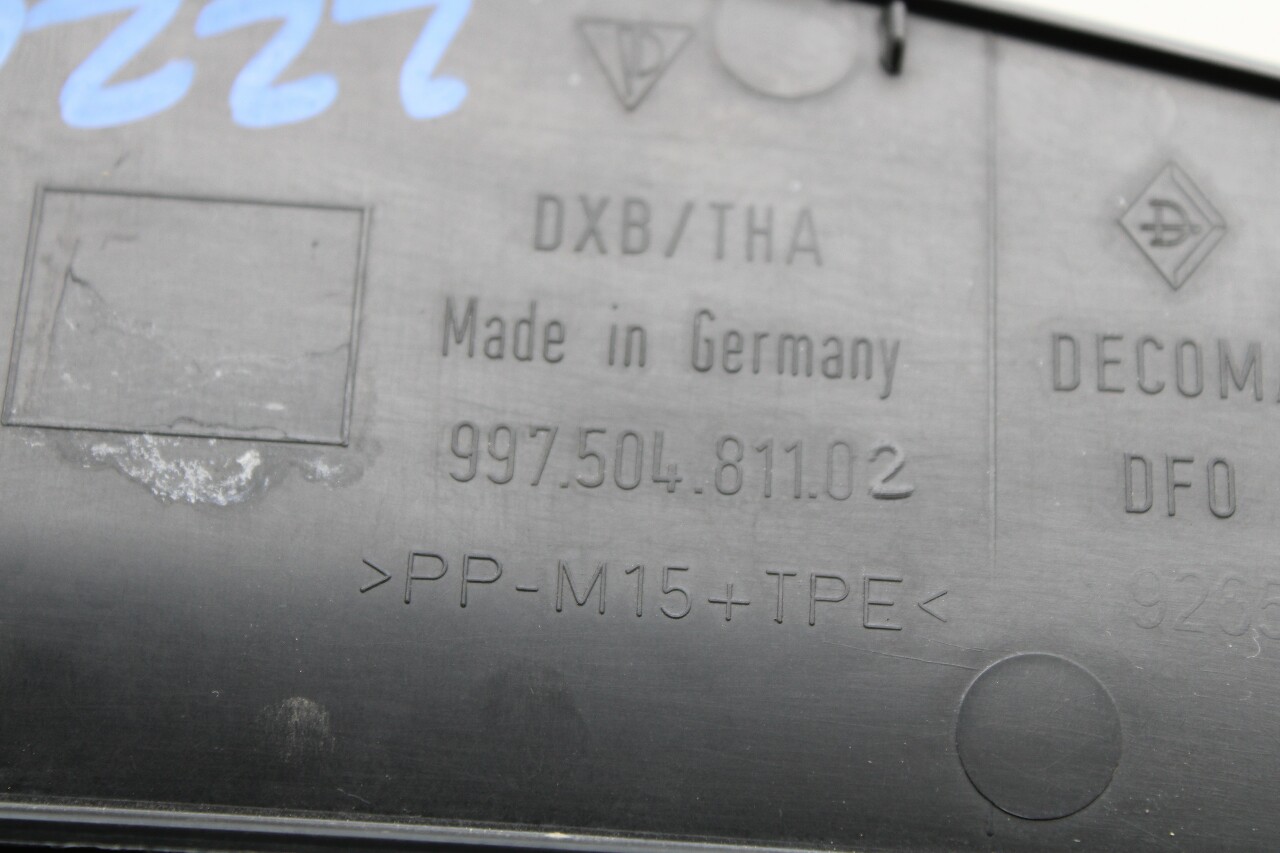 DXB/THA
Made in Germany
997.504.811.02
>PP-M15+TPE<
DECOM
DFO